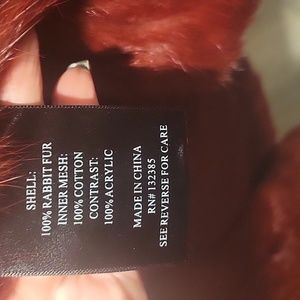 SHELL:
100% RABBIT FUR
INNER MESH:
100% COTTON
CONTRAST:
100% ACRYLIC
MADE IN CHINA
RN# 132385
SEE REVERSE FOR CARE